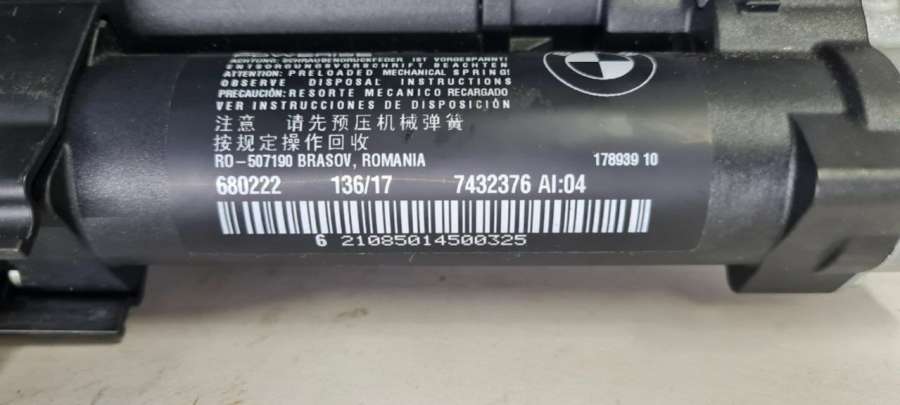 ACHTUNG: SCHRAUBENDRUCKFEDER IST VORGESPANNT!
ENTSORGUNGSVORSCHRIFT BEACHTEN
ATTENTION: PRELOADED MECHANICAL SPRING!
OBSERVE DISPOSAL INSTRUCTIONS
PRECAUCIÓN: RESORTE MECANICO RECARGADO
VER INSTRUCCIONES DE DISPOSICIÓN
注意 请先预压机械弹簧
按规定操作回收
RO-507190 BRASOV, ROMANIA 178939 10
680222 136/17 7432376 AI:04
6 21085014500325